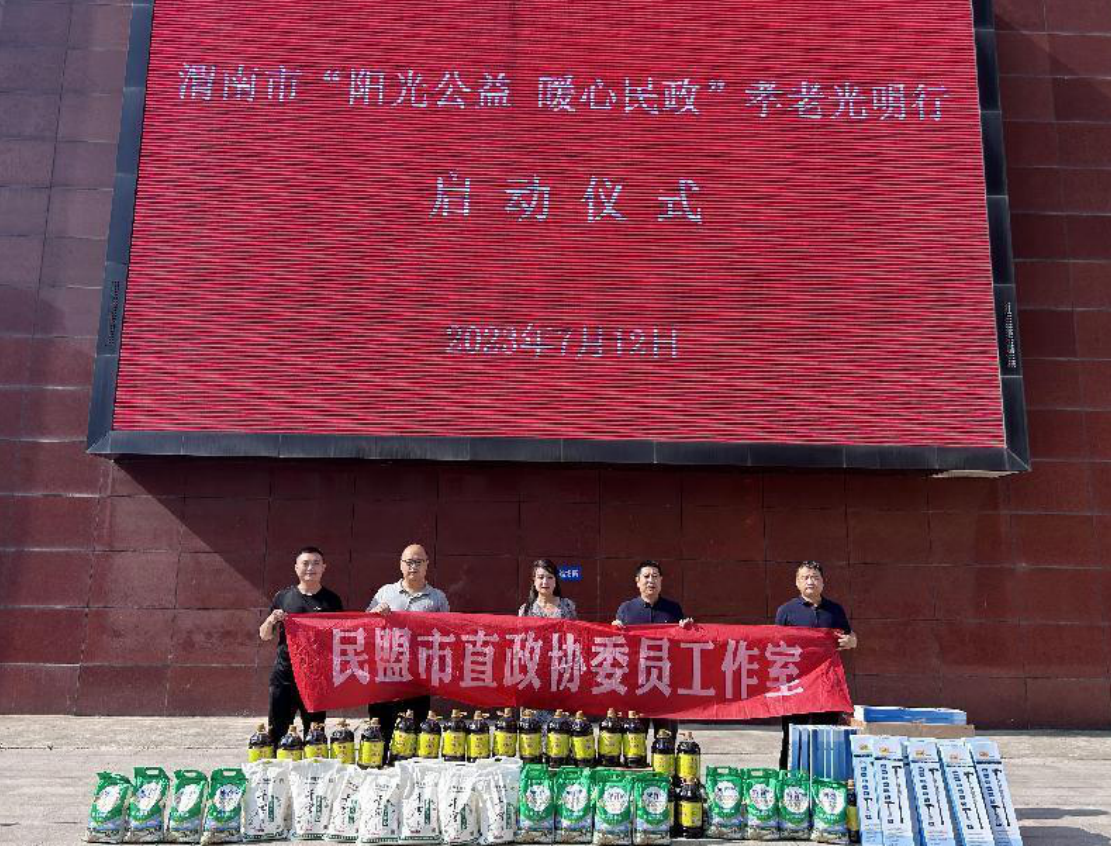 渭南市“阳光公益 暖心民政”孝老光明行
启动仪式
2023年7月12日
民盟市直政协委员工作室